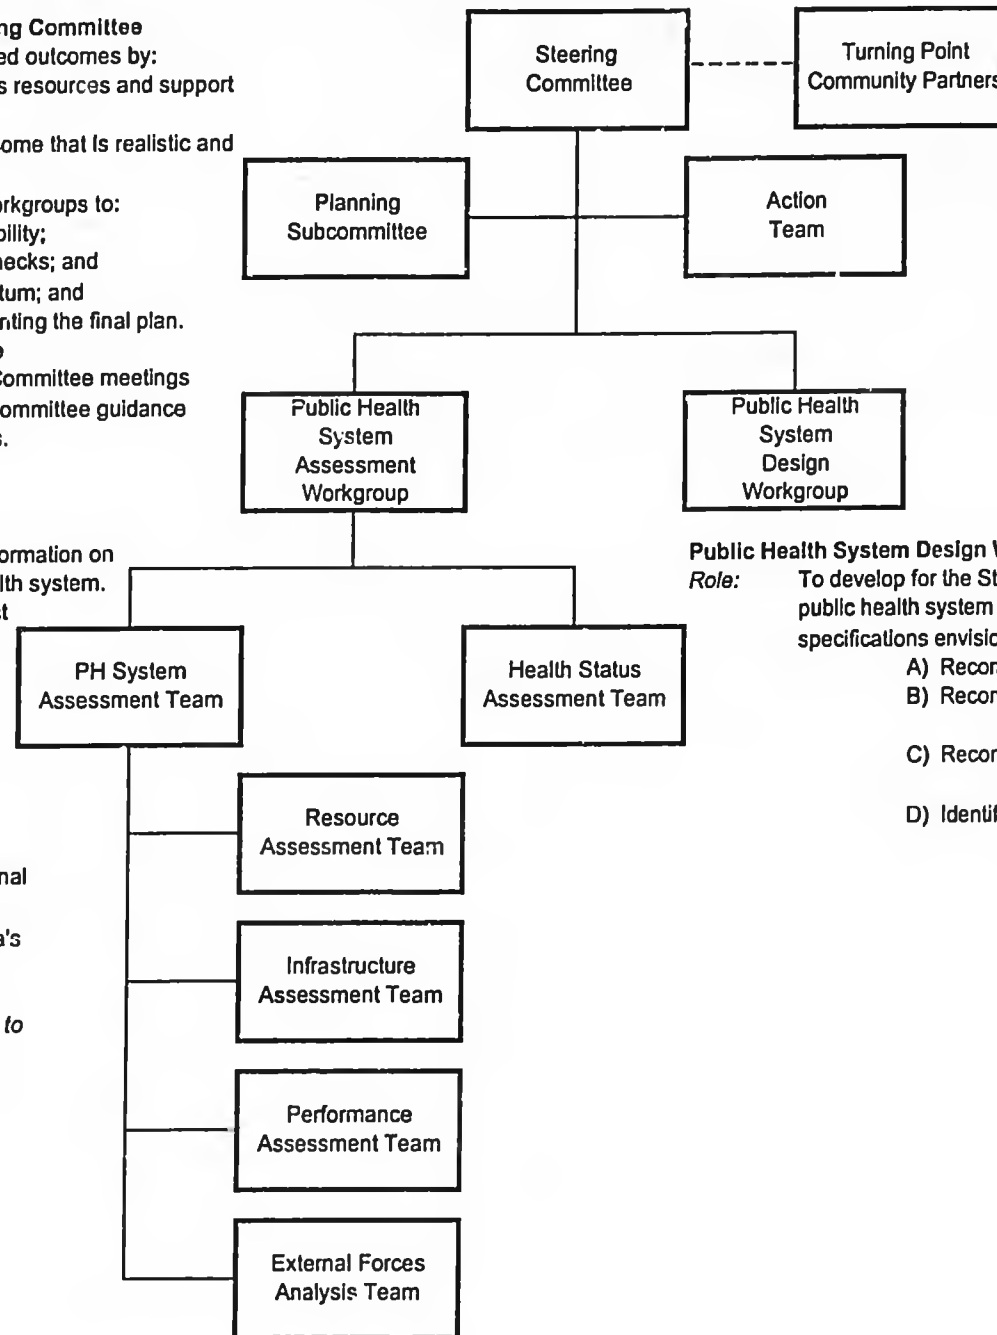 ng Committee
ed outcomes by:
s resources and support
ome that is realistic and
rkgroups to:
bility;
hecks; and
tum; and
nting the final plan.
e
Committee meetings
ommittee guidance
s.
ormation on
lth system.
st
nal
a's
to
Steering
Committee
Turning Point
Community Partners
Planning
Subcommittee
Action
Team
Public Health
System
Assessment
Workgroup
Public Health
System
Design
Workgroup
Public Health System Design
Role: To develop for the St
public health system
specifications envisio
A) Recor
B) Recor
C) Recor
D) Identif
PH System
Assessment Team
Health Status
Assessment Team
Resource
Assessment Team
Infrastructure
Assessment Team
Performance
Assessment Team
External Forces
Analysis Team